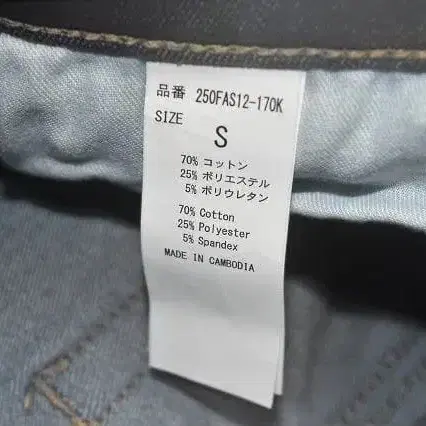 品番 250FAS12-170K
SIZE
S
70% コットン
25% ポリエステル
5% ポリウレタン
70% Cotton
25% Polyester
5% Spandex
MADE IN CAMBODIA